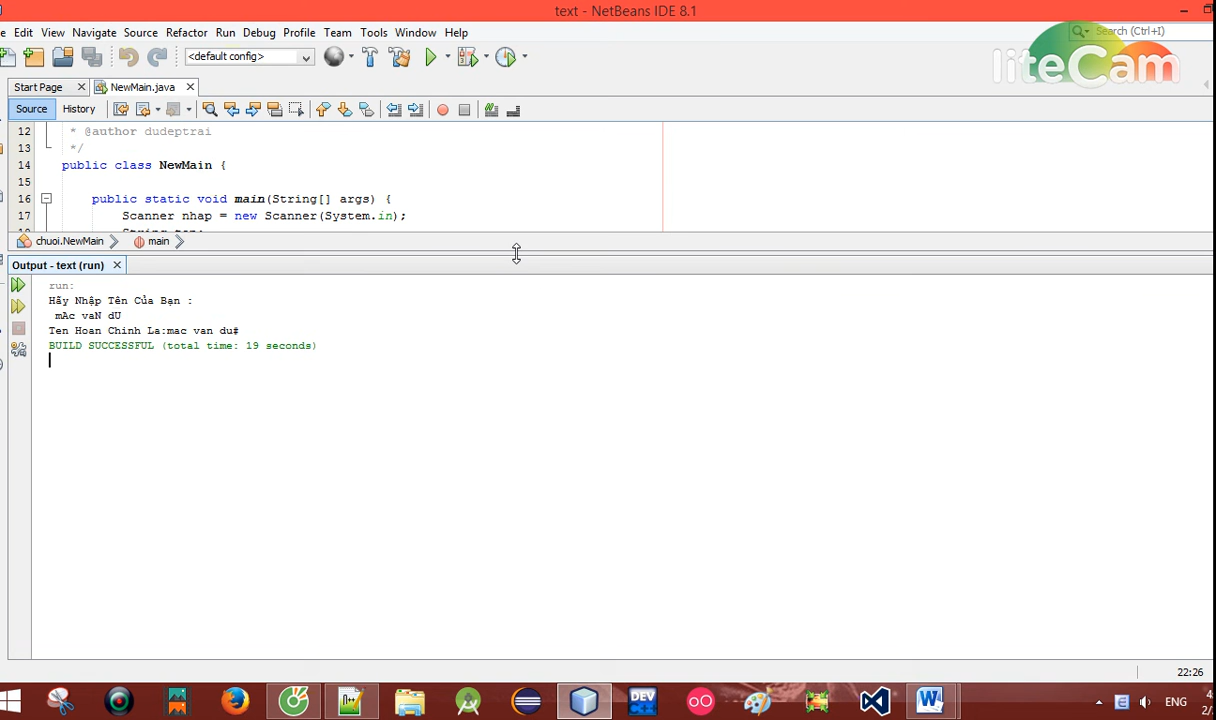 text - NetBeans IDE 8.1
Edit View Navigate Source Refactor Run Debug Profile Team Tools Window Help
Search (Ctrl+I)
liteCam
<default config>
Start Page NewMain.java
Source History
12 * @author dudeptrai
13 */
14 public class NewMain {
15
16 public static void main(String[] args) {
17 Scanner nhap = new Scanner(System.in);
chuoi.NewMain main
Output - text (run)
run:
Hãy Nhập Tên Của Bạn :
mAc vaN dU
Ten Hoan Chinh La:mac van du‡
BUILD SUCCESSFUL (total time: 19 seconds)
22:26
DEV
ENG